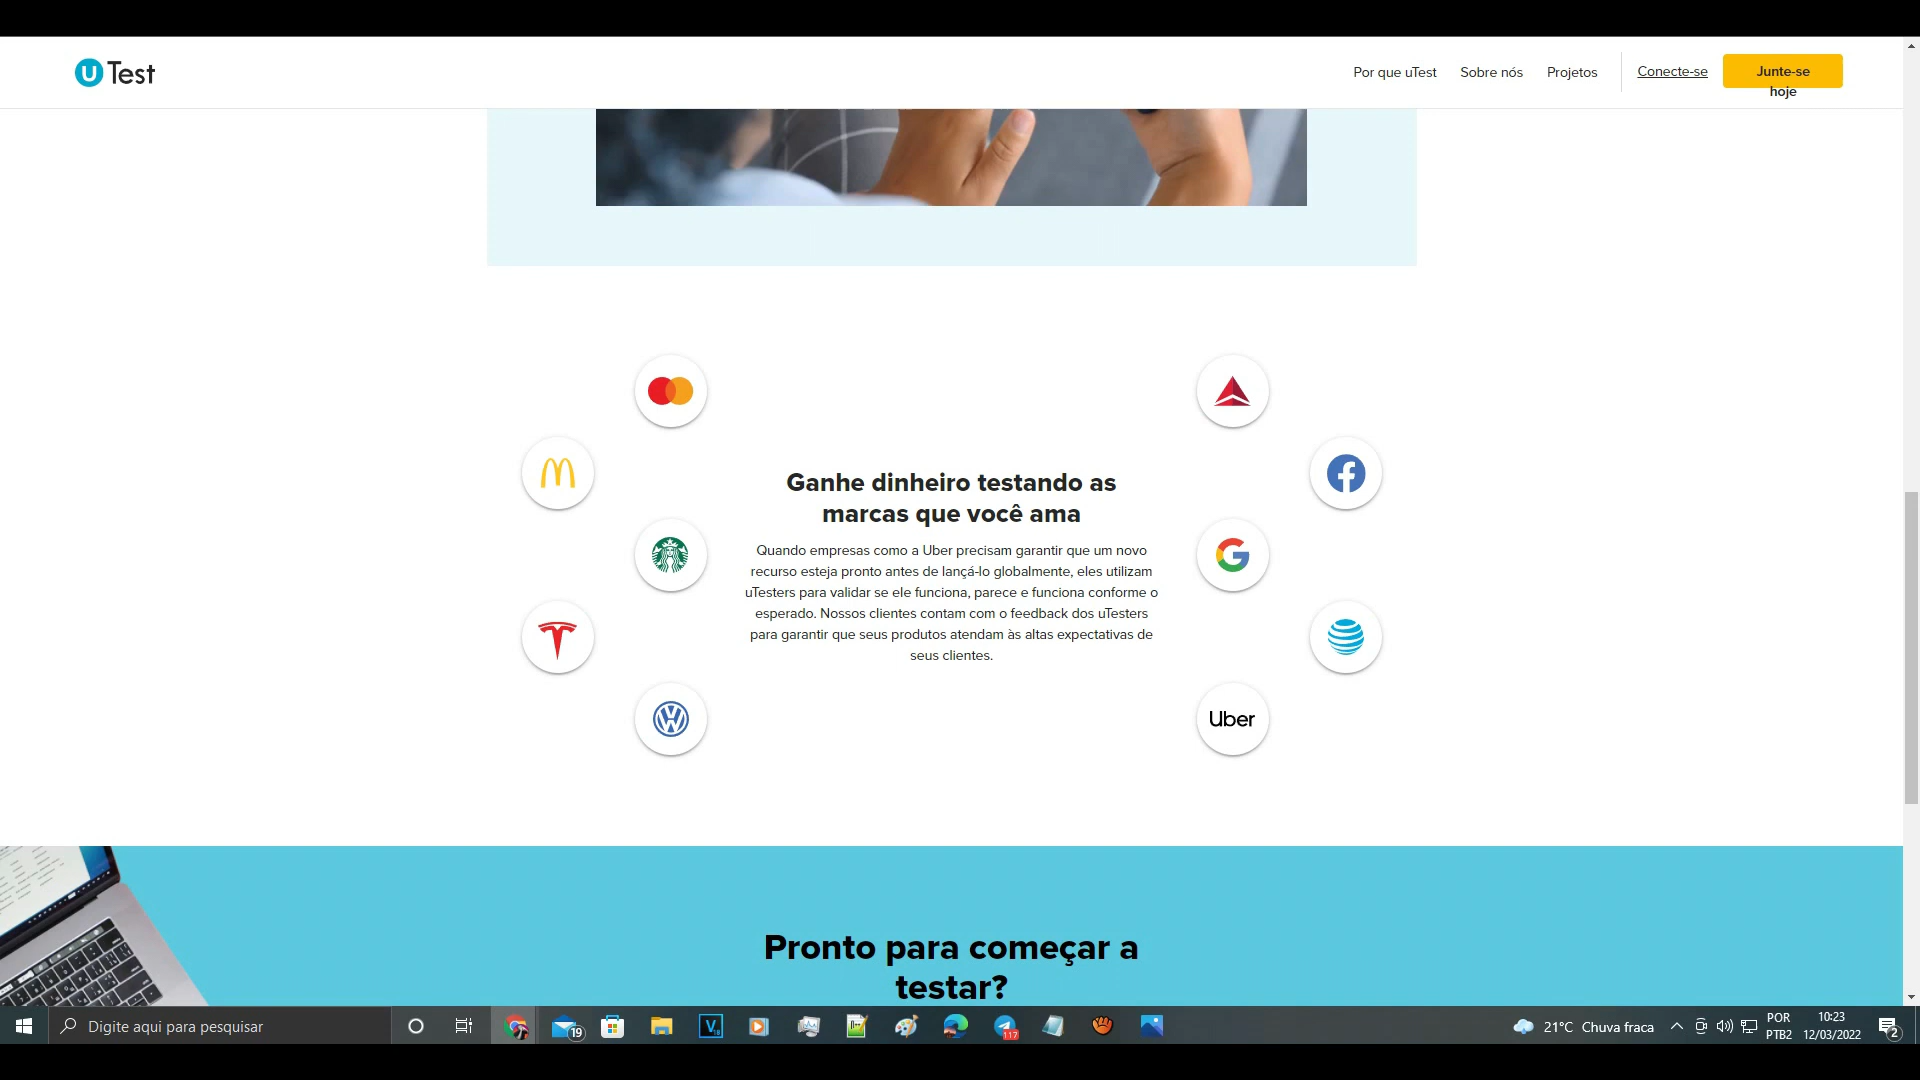 U Test
Por que uTest
Sobre nós
Projetos
Conecte-se
Junte-se
hoje
Ganhe dinheiro testando as
marcas que você ama
Quando empresas como a Uber precisam garantir que um novo
recurso esteja pronto antes de lançá-lo globalmente, eles utilizam
uTesters para validar se ele funciona, parece e funciona conforme o
esperado. Nossos clientes contam com o feedback dos uTesters
para garantir que seus produtos atendam às altas expectativas de
seus clientes.
Uber
Pronto para começar a
testar?
Digite aqui para pesquisar
19
117
21°C Chuva fraca
POR
PTB2
10:23
12/03/2022
2